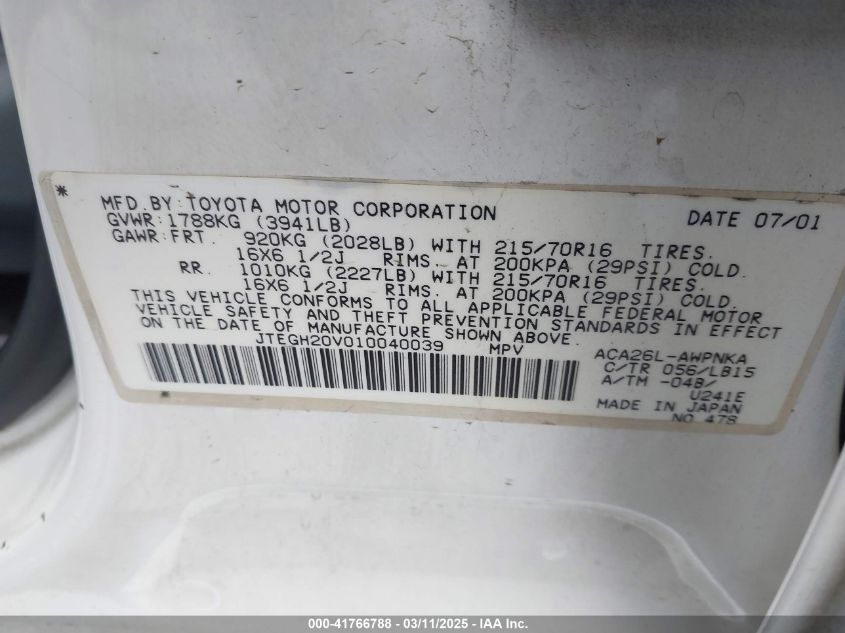 *
MFD.BY:TOYOTA MOTOR CORPORATION DATE 07/01
GVWR:1788KG (3941LB)
GAWR:FRT. 920KG (2028LB) WITH 215/70R16 TIRES.
16X6 1/2J RIMS. AT 200KPA (29PSI) COLD.
RR. 1010KG (2227LB) WITH 215/70R16 TIRES.
16X6 1/2J RIMS. AT 200KPA (29PSI) COLD.
THIS VEHICLE CONFORMS TO ALL APPLICABLE FEDERAL MOTOR
VEHICLE SAFETY AND THEFT PREVENTION STANDARDS IN EFFECT
ON THE DATE OF MANUFACTURE SHOWN ABOVE.
JTEGH20V010040039 MPV
ACA26L-AWPNKA
C/TR 056/LB15
A/TM -04B/
U241E
MADE IN JAPAN
NO 478
000-41766788 - 03/11/2025 - IAA Inc.